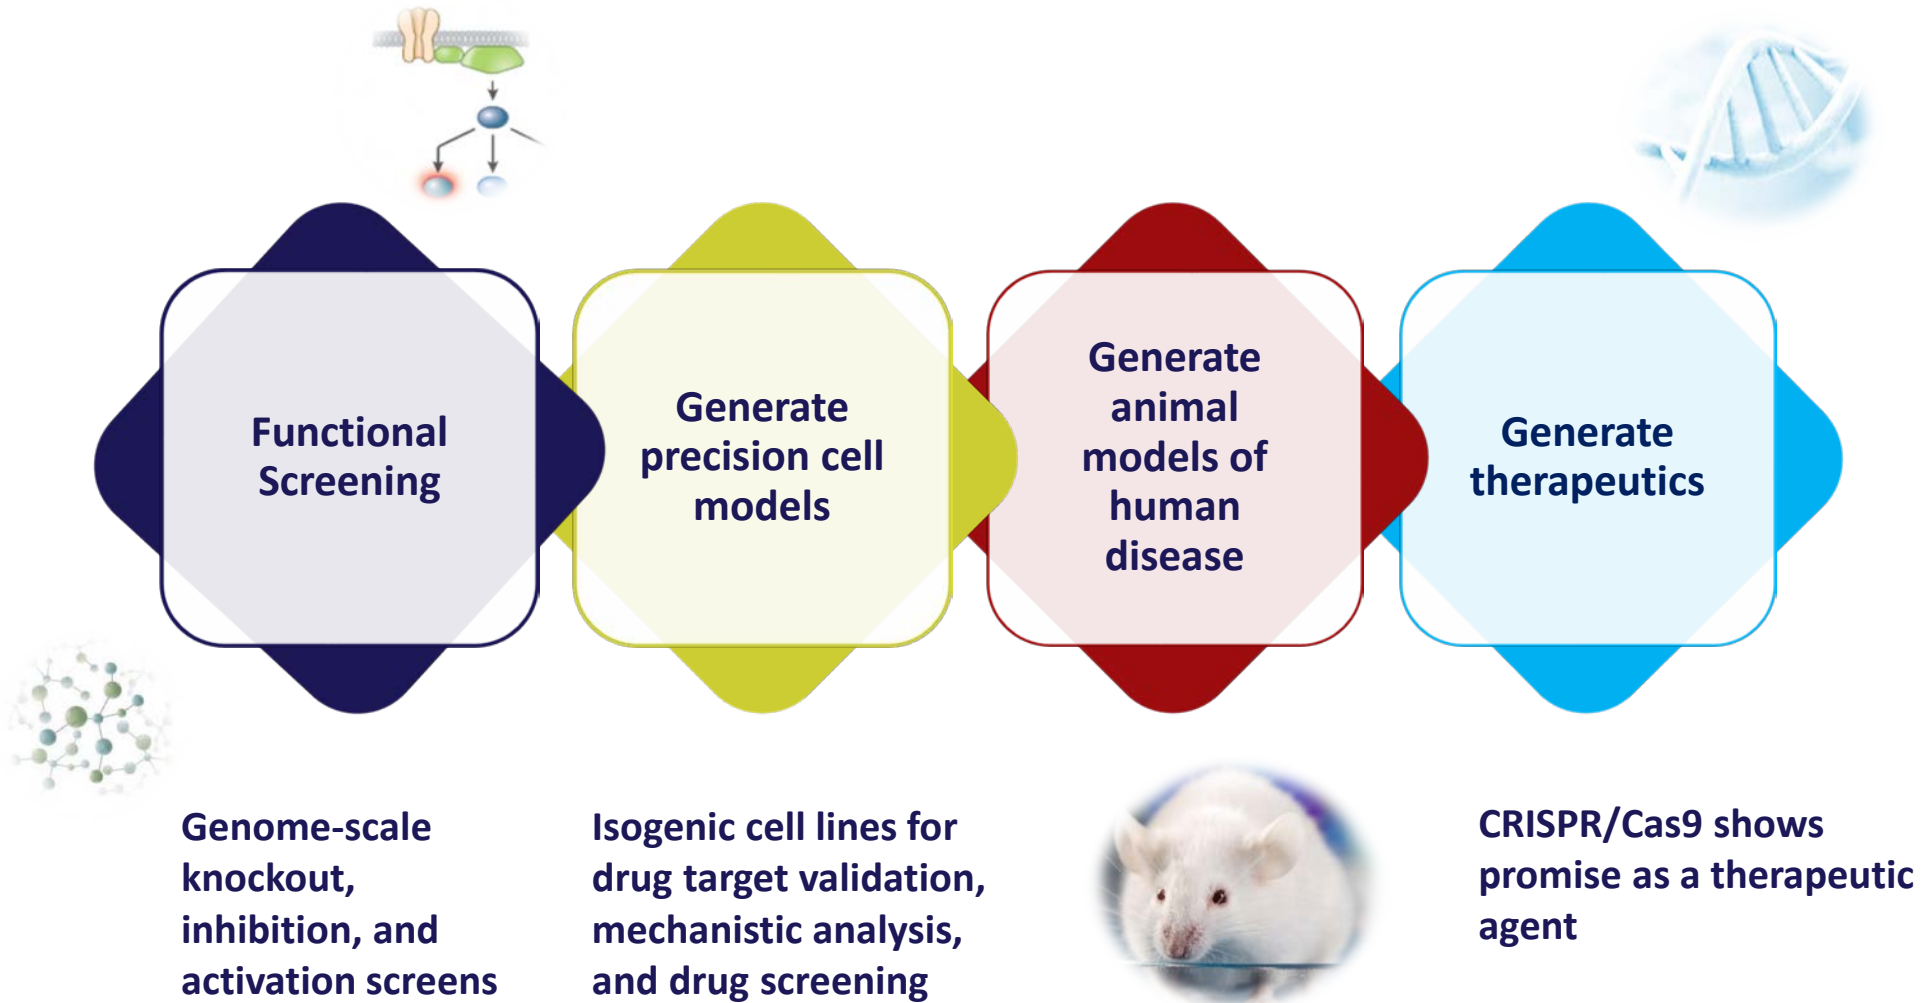 Functional
Screening
Generate
precision cell
models
Generate
animal
models of
human
disease
Generate
therapeutics
Genome-scale
knockout,
inhibition, and
activation screens
Isogenic cell lines for
drug target validation,
mechanistic analysis,
and drug screening
CRISPR/Cas9 shows
promise as a therapeutic
agent